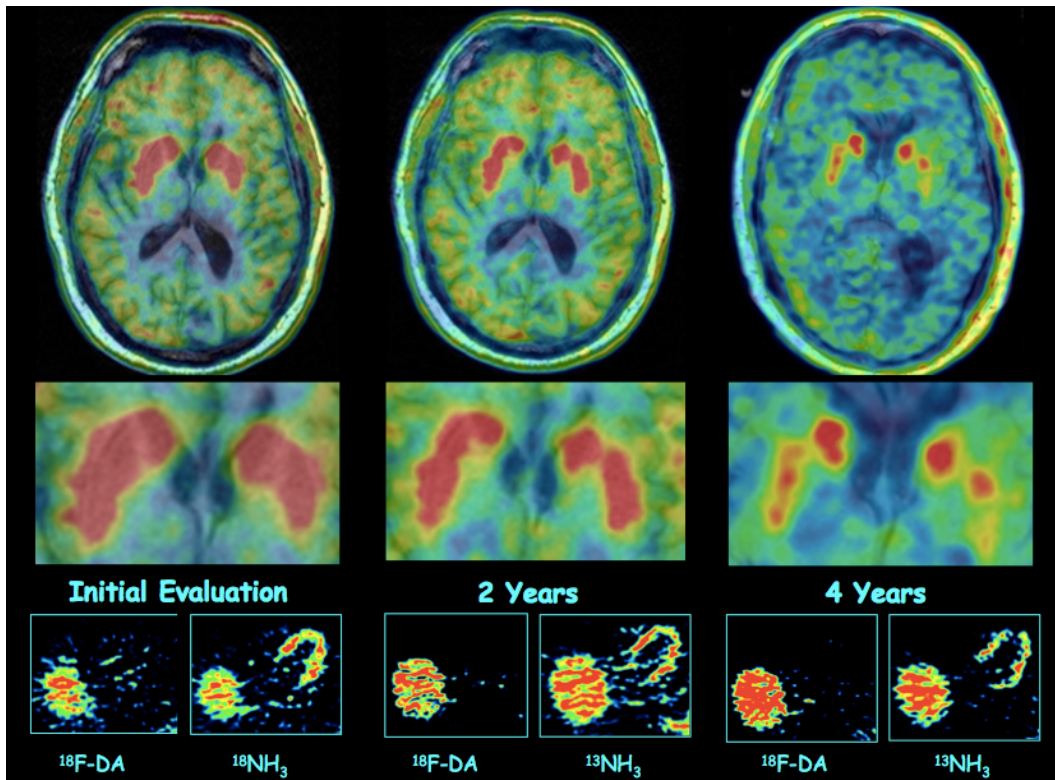 Initial Evaluation
2 Years
4 Years
¹⁸F-DA
¹⁸NH₃
¹⁸F-DA
¹³NH₃
¹⁸F-DA
¹³NH₃